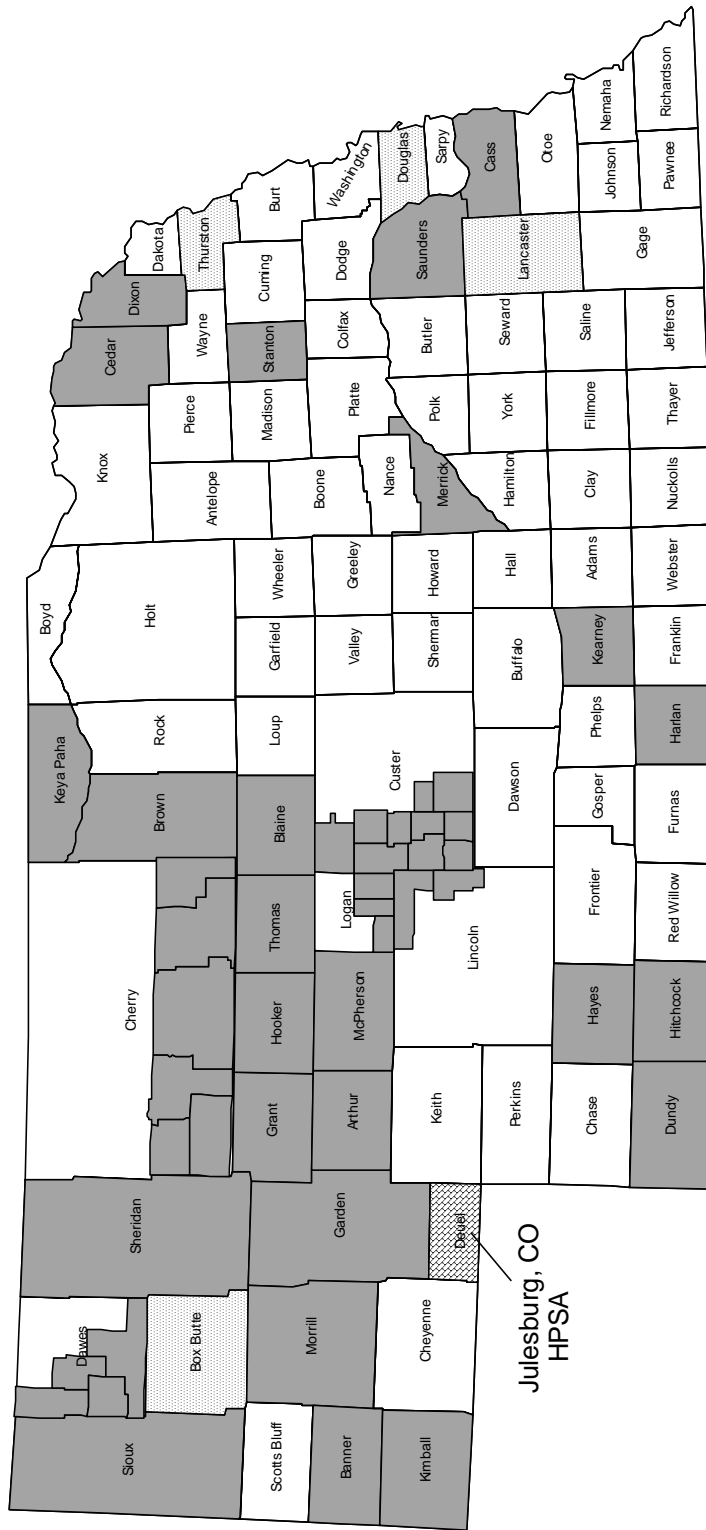 Sioux
Dawes
Sheridan
Cherry
Keya Paha
Boyd
Knox
Cedar
Dixon
Dakota
Box Butte
Brown
Rock
Holt
Antelope
Pierce
Wayne
Thurston
Scotts Bluff
Morrill
Garden
Grant
Hooker
Thomas
Blaine
Loup
Garfield
Wheeler
Madison
Stanton
Cuming
Burt
Banner
Arthur
McPherson
Logan
Custer
Valley
Greeley
Boone
Platte
Colfax
Dodge
Washington
Kimball
Cheyenne
Deuel
Keith
Lincoln
Sherman
Howard
Nance
Merrick
Polk
Butler
Saunders
Douglas
Sarpy
Perkins
Dawson
Buffalo
Hall
Hamilton
York
Seward
Lancaster
Cass
Chase
Hayes
Frontier
Gosper
Phelps
Kearney
Adams
Clay
Fillmore
Saline
Otoe
Dundy
Hitchcock
Red Willow
Furnas
Harlan
Franklin
Webster
Nuckolls
Thayer
Jefferson
Gage
Johnson
Nemaha
Pawnee
Richardson
Julesburg, CO
HPSA